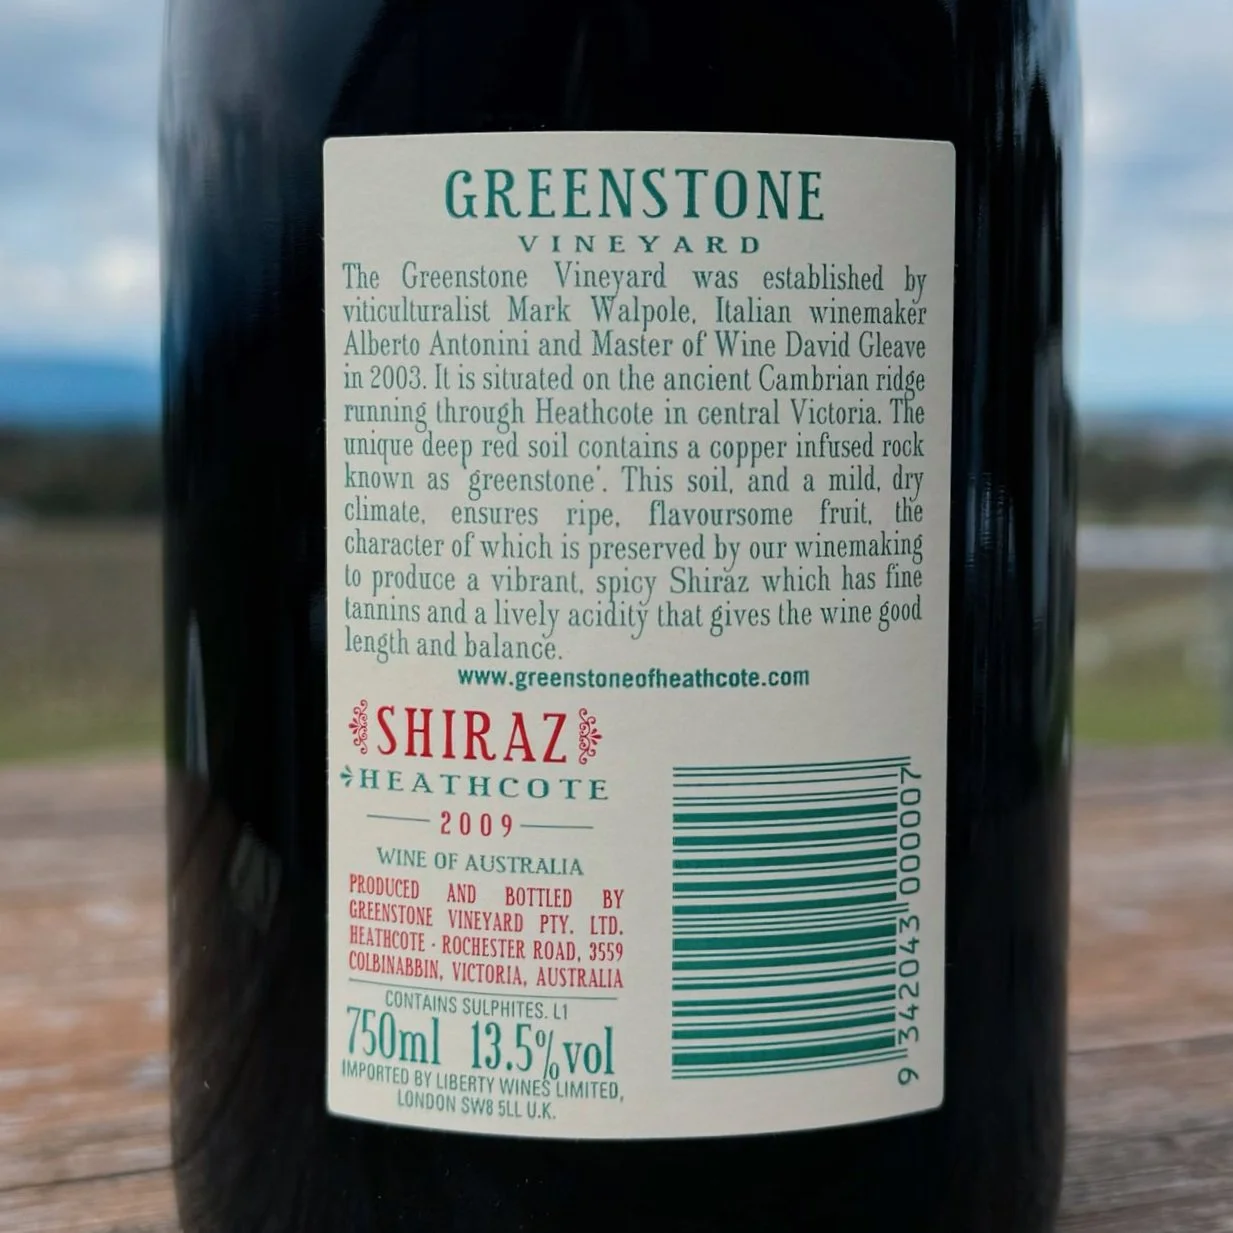 GREENSTONE
VINEYARD
The Greenstone Vineyard was established by
viticulturalist Mark Walpole, Italian winemaker
Alberto Antonini and Master of Wine David Gleave
in 2003. It is situated on the ancient Cambrian ridge
running through Heathcote in central Victoria. The
unique deep red soil contains a copper infused rock
known as 'greenstone'. This soil, and a mild, dry
climate, ensures ripe, flavoursome fruit, the
character of which is preserved by our winemaking
to produce a vibrant, spicy Shiraz which has fine
tannins and a lively acidity that gives the wine good
length and balance.
www.greenstoneofheathcote.com
SHIRAZ
HEATHCOTE
2009
WINE OF AUSTRALIA
PRODUCED AND BOTTLED BY
GREENSTONE VINEYARD PTY. LTD.
HEATHCOTE - ROCHESTER ROAD, 3559
COLBINABBIN, VICTORIA, AUSTRALIA
CONTAINS SULPHITES. L1
750ml 13.5%vol
IMPORTED BY LIBERTY WINES LIMITED,
LONDON SW8 5LL U.K.
9 342043 000007